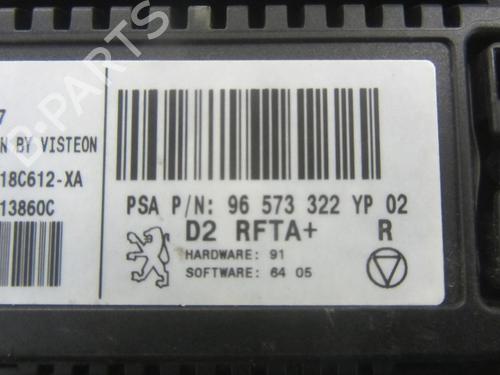 7
N BY VISTEON
18C612-XA
13860C
PSA P/N: 96 573 322 YP 02
D2 RFTA+ R
HARDWARE: 91
SOFTWARE: 64 05
B-PARTS